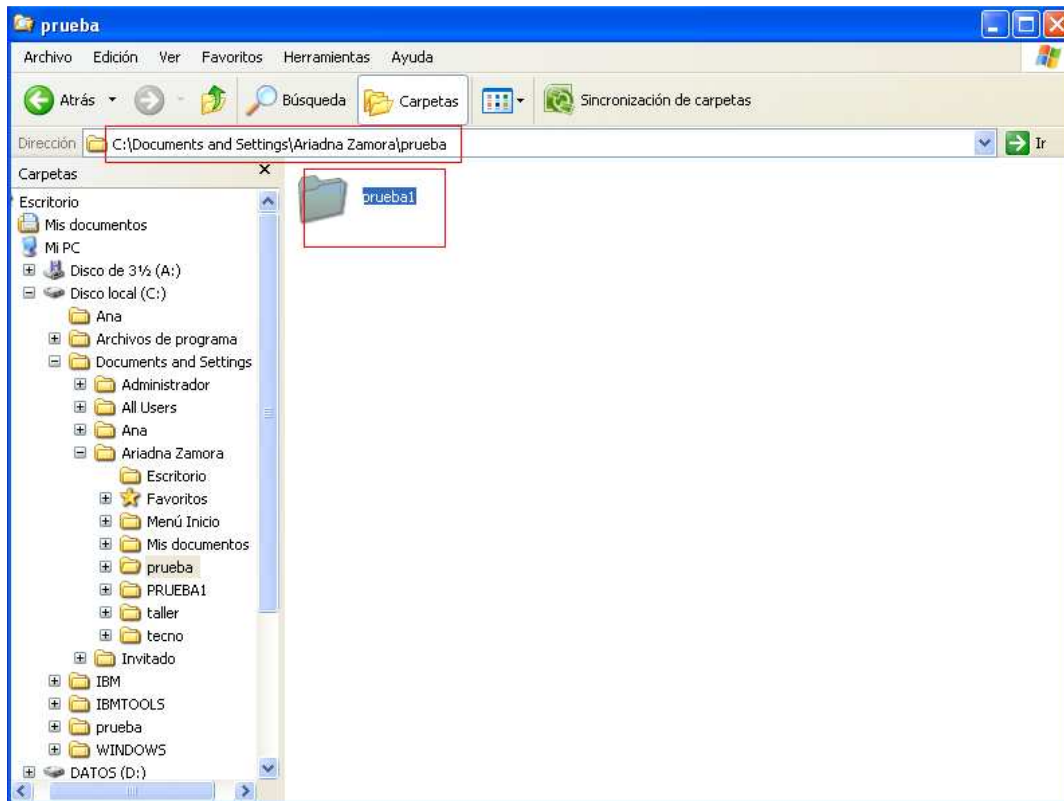 prueba
Archivo Edición Ver Favoritos Herramientas Ayuda
Atrás Búsqueda Carpetas Sincronización de carpetas
Dirección C:\Documents and Settings\Ariadna Zamora\prueba Ir
Carpetas
prueba1
Escritorio
Mis documentos
Mi PC
Disco de 3½ (A:)
Disco local (C:)
Ana
Archivos de programa
Documents and Settings
Administrador
All Users
Ana
Ariadna Zamora
Escritorio
Favoritos
Menú Inicio
Mis documentos
prueba
PRUEBA1
taller
tecno
Invitado
IBM
IBMTOOLS
prueba
WINDOWS
DATOS (D:)